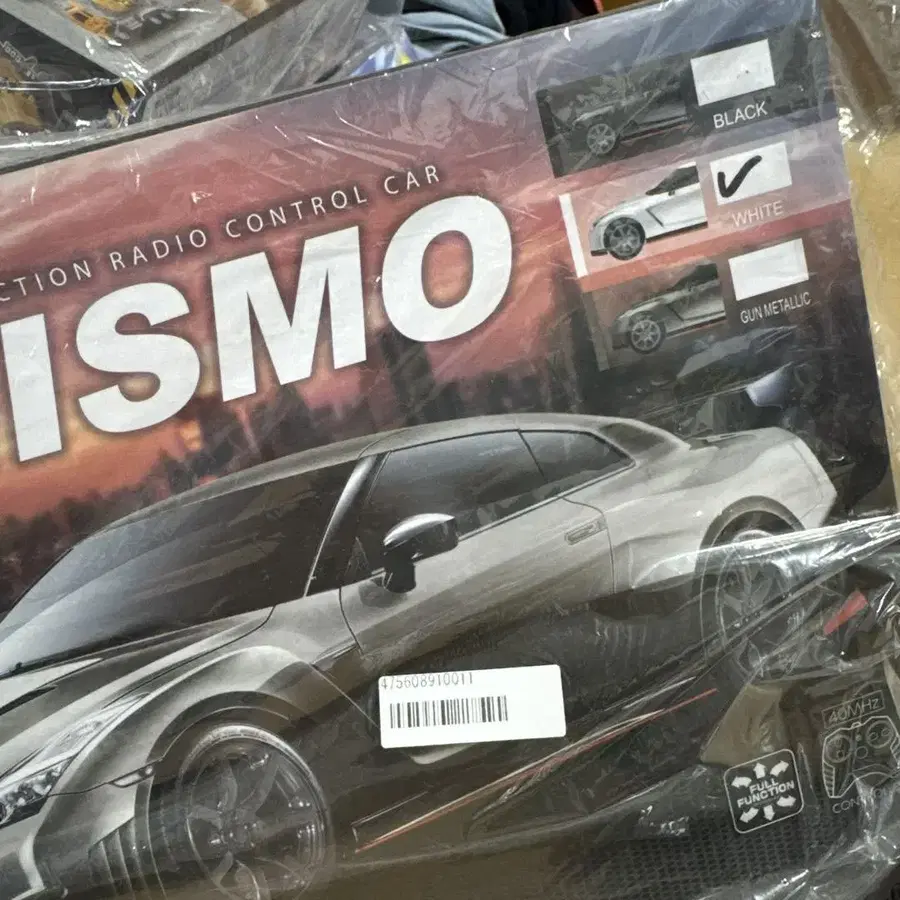 CTION RADIO CONTROL CAR
ISMO
BLACK
WHITE
GUN METALLIC
475608910011
40MHz
FULL
FUNCTION